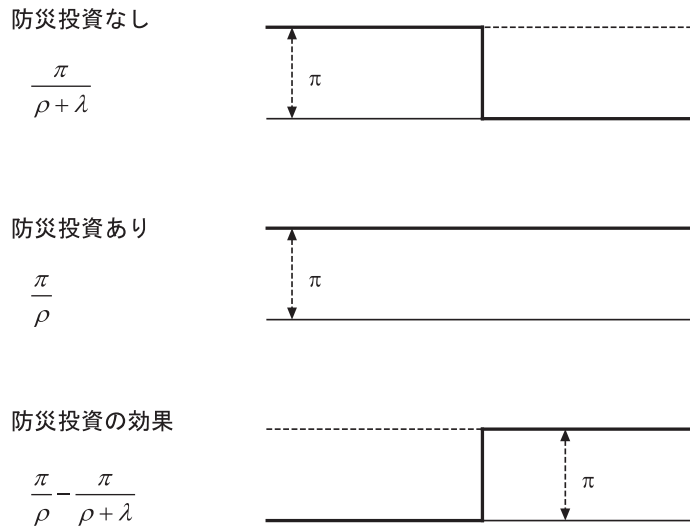 防災投資なし
π/(ρ + λ)
π
防災投資あり
π/ρ
π
防災投資の効果
π/ρ − π/(ρ + λ)
π